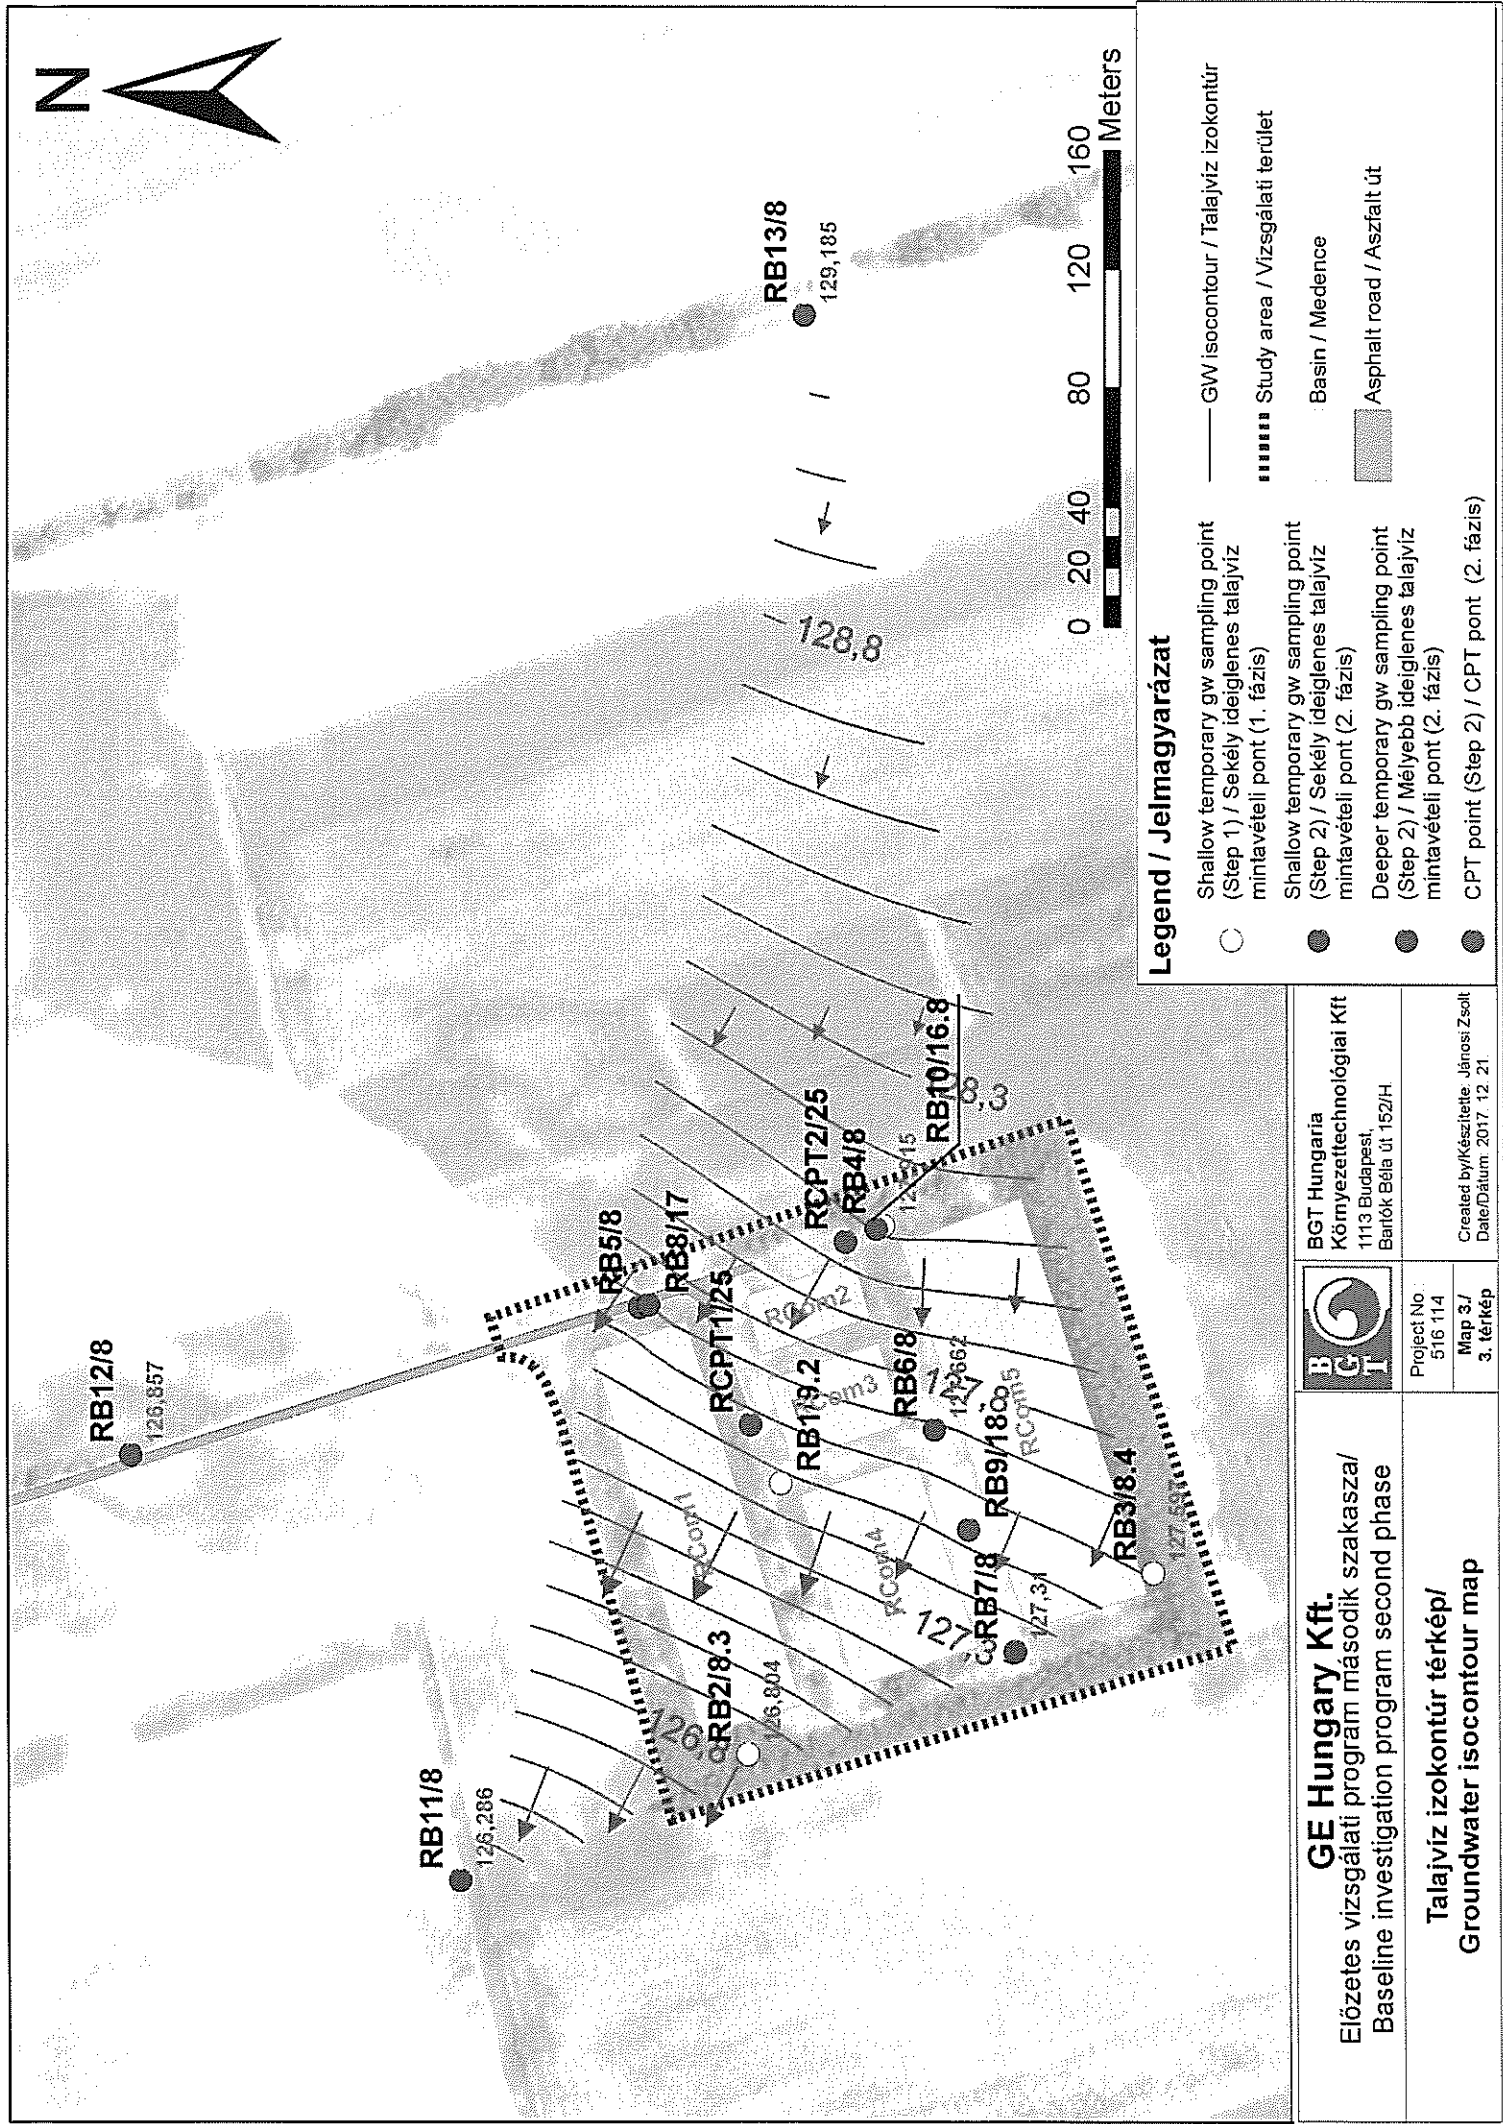 N
RB13/8
129,185
128,8
RB12/8
126,857
RB5/8
RB8/17
RCPT1/25
RCPT2/25
RB4/8
RB10/16.8
RCom2
RB6/8
127,662
RCom5
RB9/18
RCom1
RCom4
RB7/8
127,31
RB3/8.4
RB2/8.3
126,804
RB11/8
126,286
0 20 40 80 120 160
Meters
Legend / Jelmagyarázat
Shallow temporary gw sampling point
(Step 1) / Sekély ideiglenes talajvíz
mintavételi pont (1. fázis)
Shallow temporary gw sampling point
(Step 2) / Sekély ideiglenes talajvíz
mintavételi pont (2. fázis)
Deeper temporary gw sampling point
(Step 2) / Mélyebb ideiglenes talajvíz
mintavételi pont (2. fázis)
CPT point (Step 2) / CPT pont (2. fázis)
GW isocontour / Talajvíz izokontúr
Study area / Vizsgálati terület
Basin / Medence
Asphalt road / Aszfalt út
GE Hungary Kft.
Előzetes vizsgálati program második szakasza/
Baseline investigation program second phase
Talajvíz izokontúr térkép/
Groundwater isocontour map
BGT
BGT Hungaria
Környezettechnológiai Kft
1113 Budapest,
Bartók Béla út 152/H.
Project No.:
516 114
Map 3./
3. térkép
Created by/Készítette: Jánosi Zsolt
Date/Dátum: 2017. 12. 21.